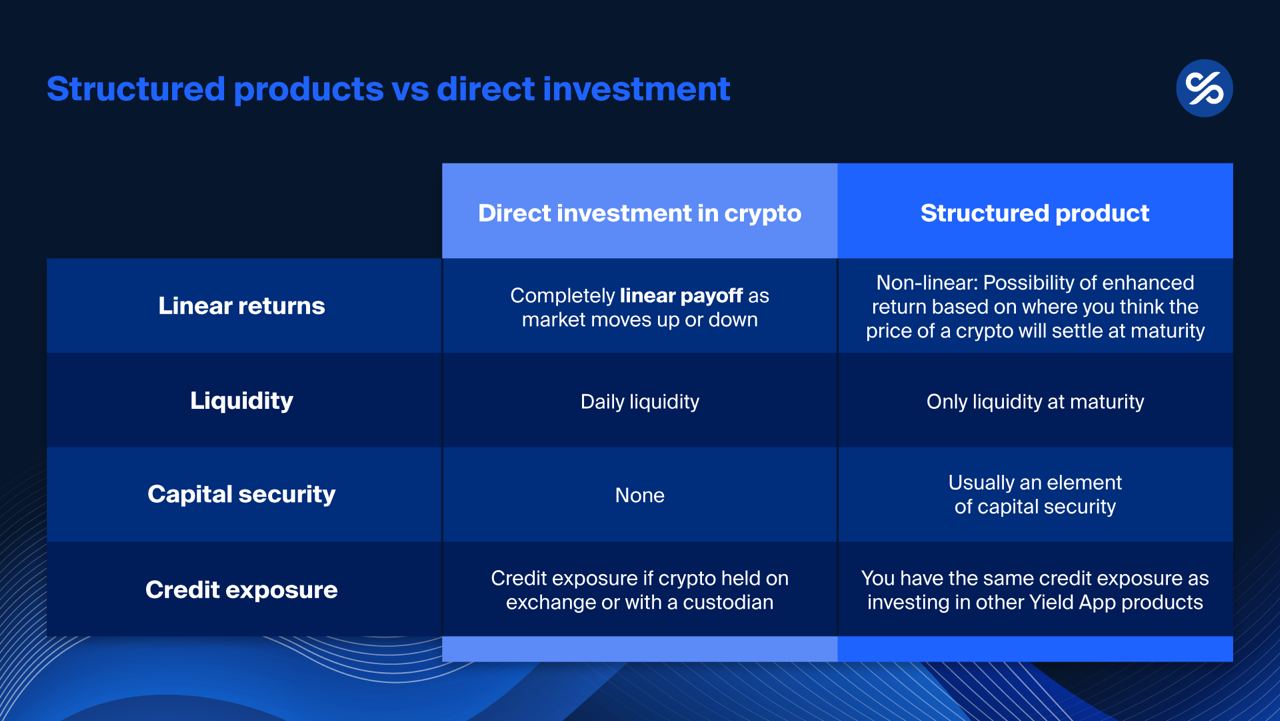 Structured products vs direct investment
Direct investment in crypto
Structured product
Linear returns
Completely linear payoff as
market moves up or down
Non-linear: Possibility of enhanced
return based on where you think the
price of a crypto will settle at maturity
Liquidity
Daily liquidity
Only liquidity at maturity
Capital security
None
Usually an element
of capital security
Credit exposure
Credit exposure if crypto held on
exchange or with a custodian
You have the same credit exposure as
investing in other Yield App products